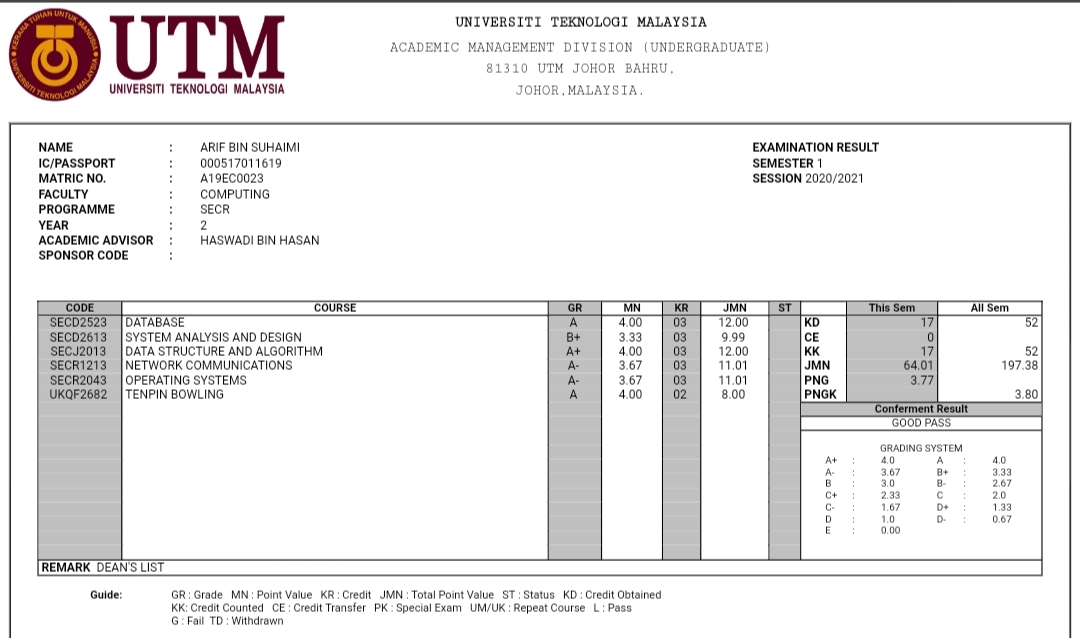 KERANA TUHAN UNTUK MANUSIA
UNIVERSITI TEKNOLOGI MALAYSIA
UTM
UNIVERSITI TEKNOLOGI MALAYSIA
UNIVERSITI TEKNOLOGI MALAYSIA
ACADEMIC MANAGEMENT DIVISION (UNDERGRADUATE)
81310 UTM JOHOR BAHRU,
JOHOR,MALAYSIA.
NAME : ARIF BIN SUHAIMI
IC/PASSPORT : 000517011619
MATRIC NO. : A19EC0023
FACULTY : COMPUTING
PROGRAMME : SECR
YEAR : 2
ACADEMIC ADVISOR : HASWADI BIN HASAN
SPONSOR CODE :
EXAMINATION RESULT
SEMESTER 1
SESSION 2020/2021
CODE COURSE GR MN KR JMN ST This Sem All Sem
SECD2523 DATABASE A 4.00 03 12.00 KD 17 52
SECD2613 SYSTEM ANALYSIS AND DESIGN B+ 3.33 03 9.99 CE 0
SECJ2013 DATA STRUCTURE AND ALGORITHM A+ 4.00 03 12.00 KK 17 52
SECR1213 NETWORK COMMUNICATIONS A- 3.67 03 11.01 JMN 64.01 197.38
SECR2043 OPERATING SYSTEMS A- 3.67 03 11.01 PNG 3.77
UKQF2682 TENPIN BOWLING A 4.00 02 8.00 PNGK 3.80
Conferment Result
GOOD PASS
GRADING SYSTEM
A+ : 4.0 A : 4.0
A- : 3.67 B+ : 3.33
B : 3.0 B- : 2.67
C+ : 2.33 C : 2.0
C- : 1.67 D+ : 1.33
D : 1.0 D- : 0.67
E : 0.00
REMARK DEAN'S LIST
Guide: GR : Grade MN : Point Value KR : Credit JMN : Total Point Value ST : Status KD : Credit Obtained
KK: Credit Counted CE : Credit Transfer PK : Special Exam UM/UK : Repeat Course L : Pass
G : Fail TD : Withdrawn